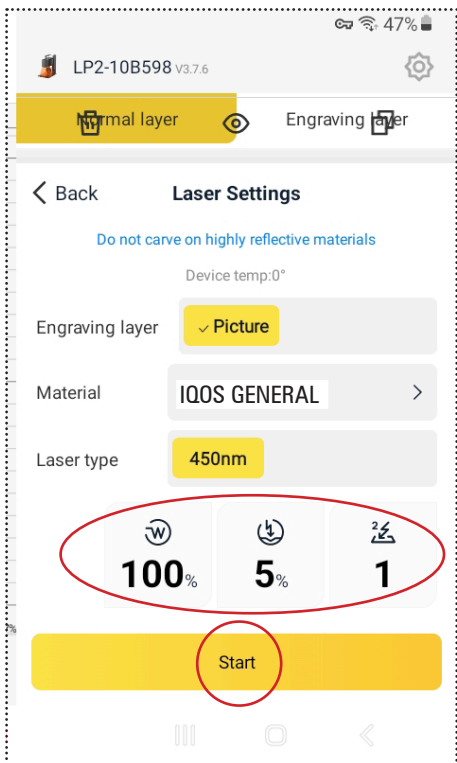 47%
LP2-10B598 V3.7.6
Normal layer Engraving layer
Back Laser Settings
Do not carve on highly reflective materials
Device temp:0°
Engraving layer Picture
Material IQOS GENERAL
Laser type 450nm
W 2
100% 5% 1
%
Start